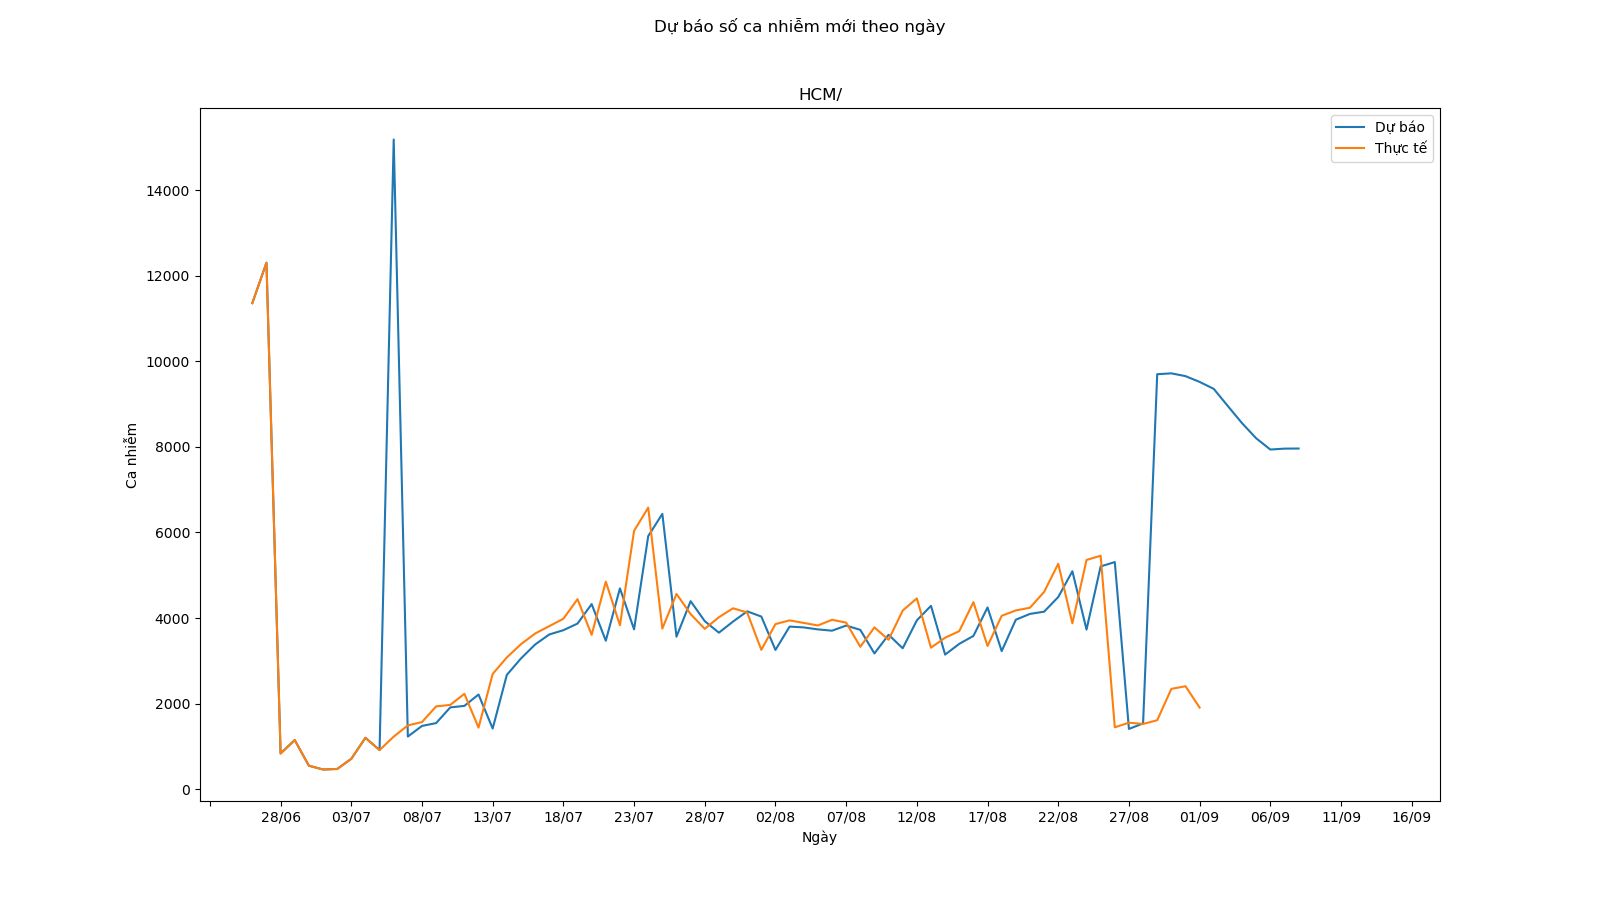 Dự báo số ca nhiễm mới theo ngày
HCM/
Dự báo
Thực tế
14000
12000
10000
8000
6000
4000
2000
0
Ca nhiễm
28/06 03/07 08/07 13/07 18/07 23/07 28/07 02/08 07/08 12/08 17/08 22/08 27/08 01/09 06/09 11/09 16/09
Ngày